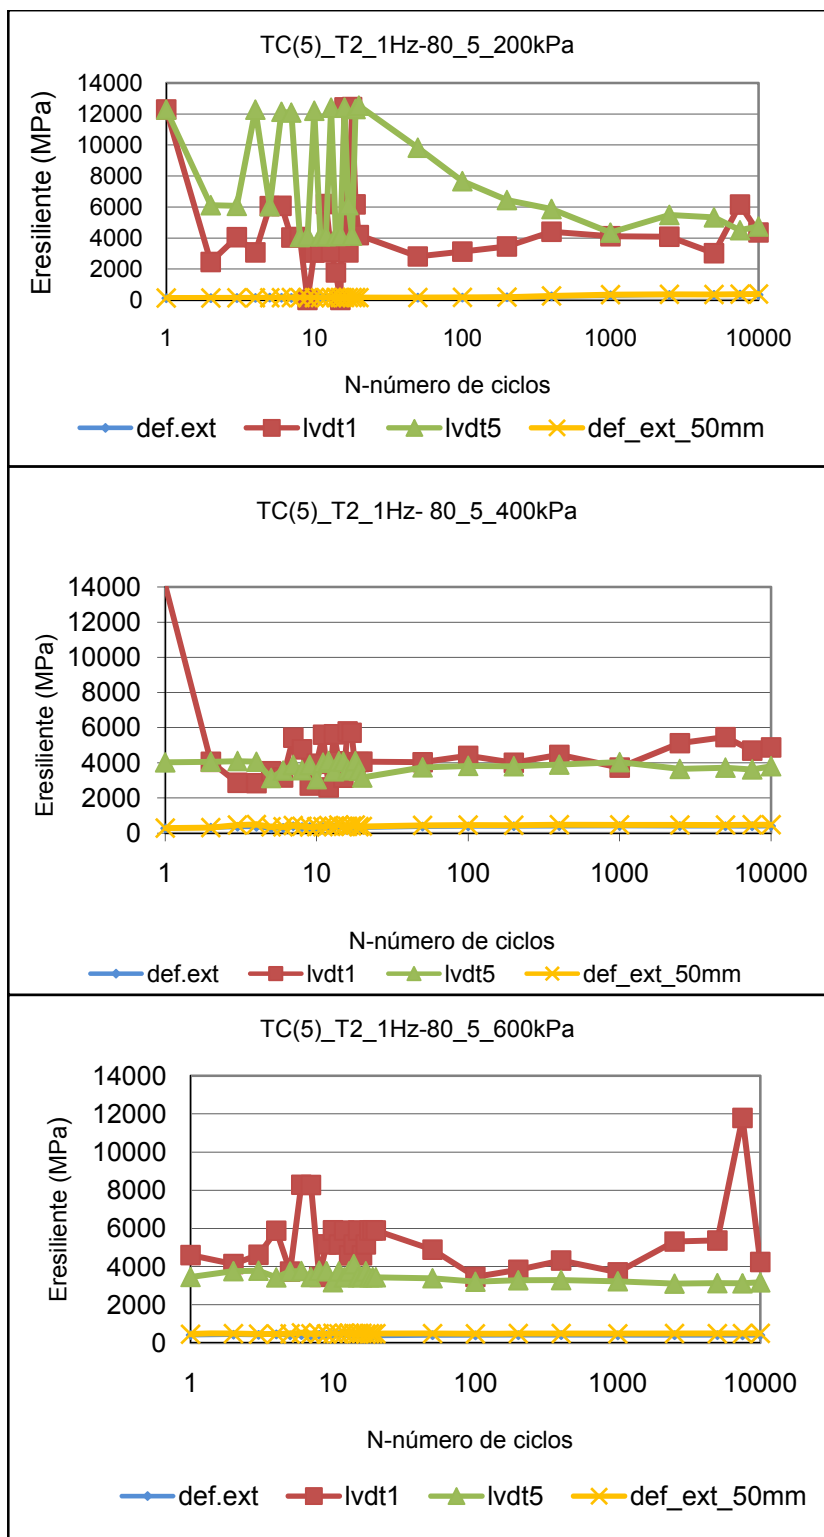 TC(5)_T2_1Hz-80_5_200kPa
Eresiliente (MPa)
14000
12000
10000
8000
6000
4000
2000
0
1 10 100 1000 10000
N-número de ciclos
def.ext lvdt1 lvdt5 def_ext_50mm
TC(5)_T2_1Hz- 80_5_400kPa
Eresiliente (MPa)
14000
12000
10000
8000
6000
4000
2000
0
1 10 100 1000 10000
N-número de ciclos
def.ext lvdt1 lvdt5 def_ext_50mm
TC(5)_T2_1Hz-80_5_600kPa
Eresiliente (MPa)
14000
12000
10000
8000
6000
4000
2000
0
1 10 100 1000 10000
N-número de ciclos
def.ext lvdt1 lvdt5 def_ext_50mm